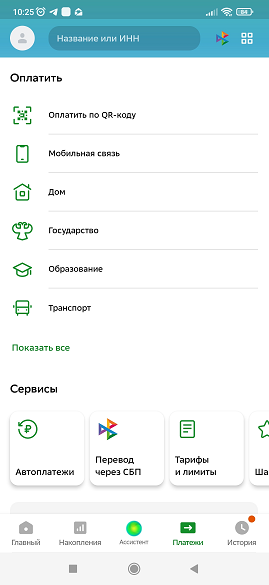 10:25
84
Название или ИНН
Оплатить
Оплатить по QR-коду
Мобильная связь
Дом
Государство
Образование
Транспорт
Показать все
Сервисы
Автоплатежи
Перевод
через СБП
Тарифы
и лимиты
Ша
Главный
Накопления
Ассистент
Платежи
История